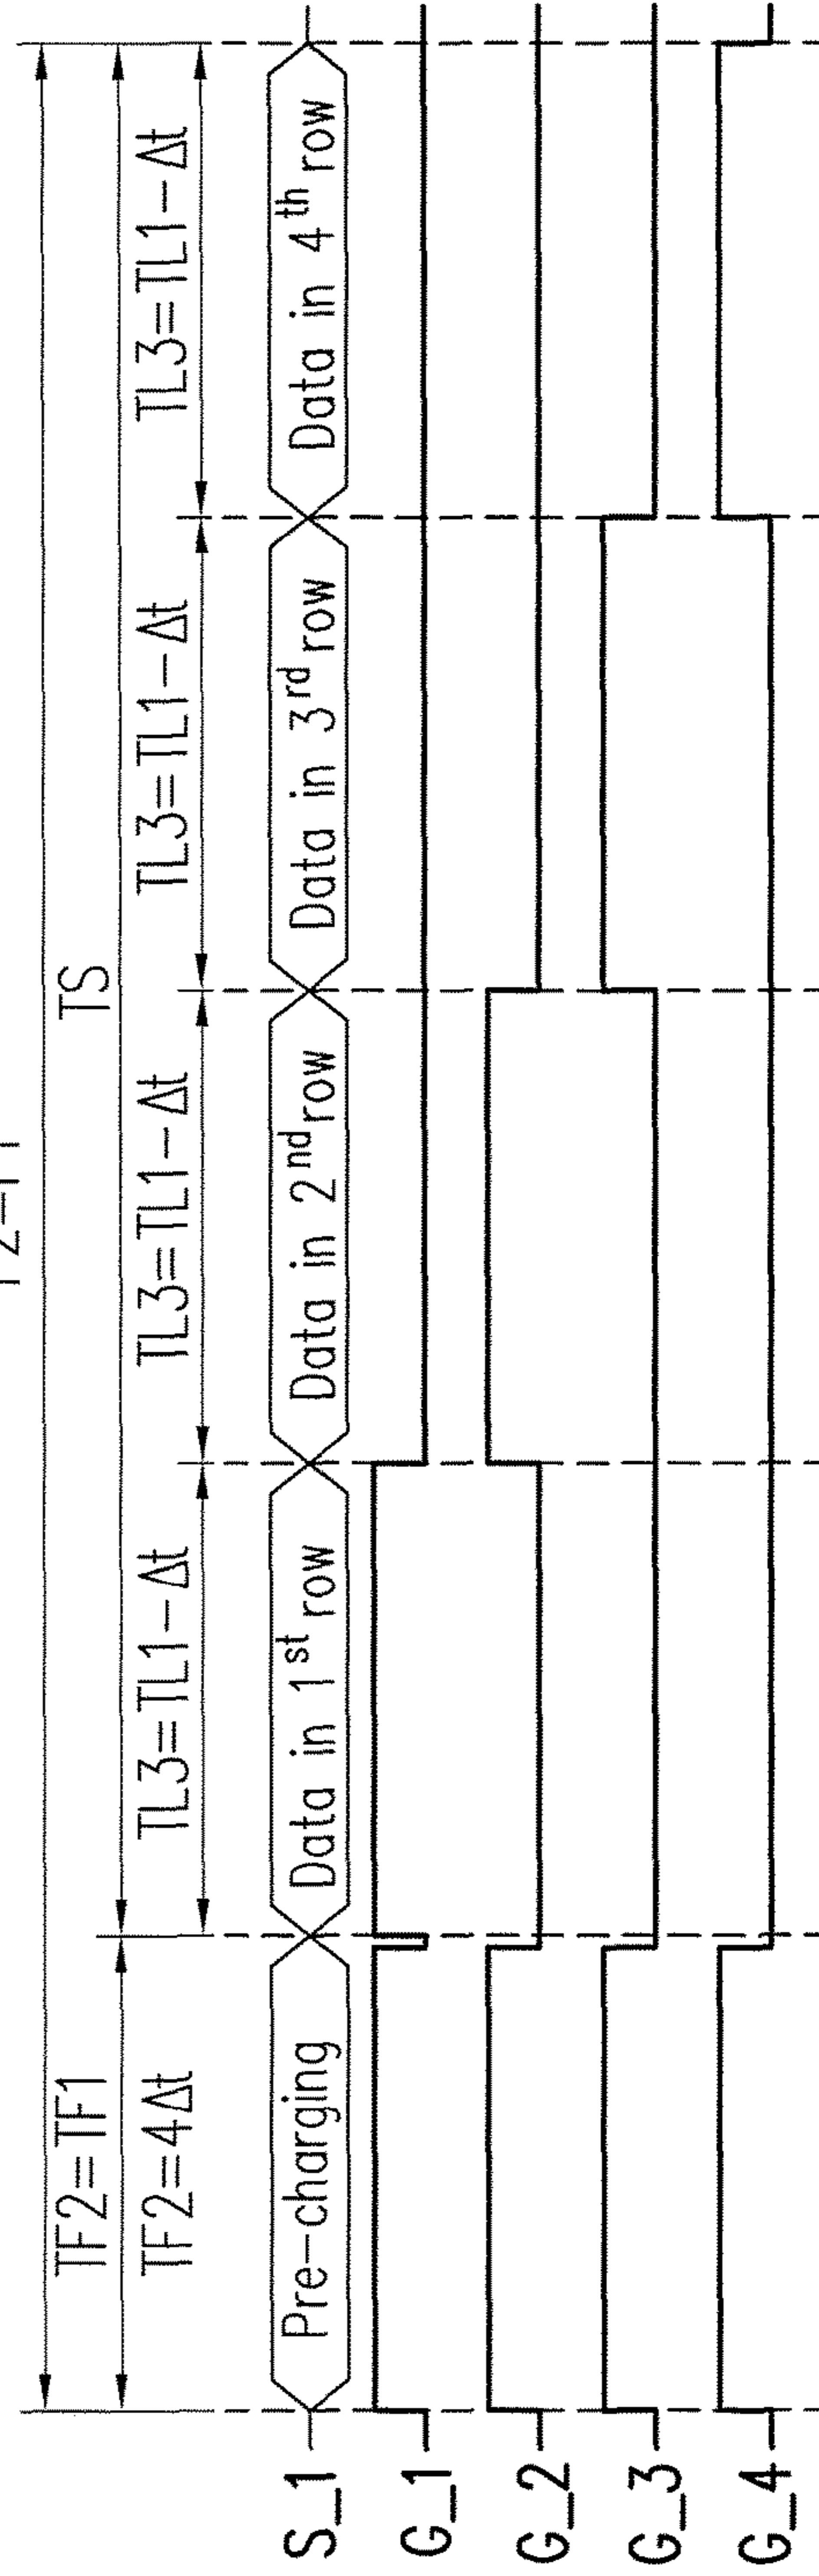 TS
TF2=TF1
TF2=4Δt
TL3=TL1-Δt
TL3=TL1-Δt
TL3=TL1-Δt
TL3=TL1-Δt
S_1
Pre-charging
Data in 1st row
Data in 2nd row
Data in 3rd row
Data in 4th row
G_1
G_2
G_3
G_4